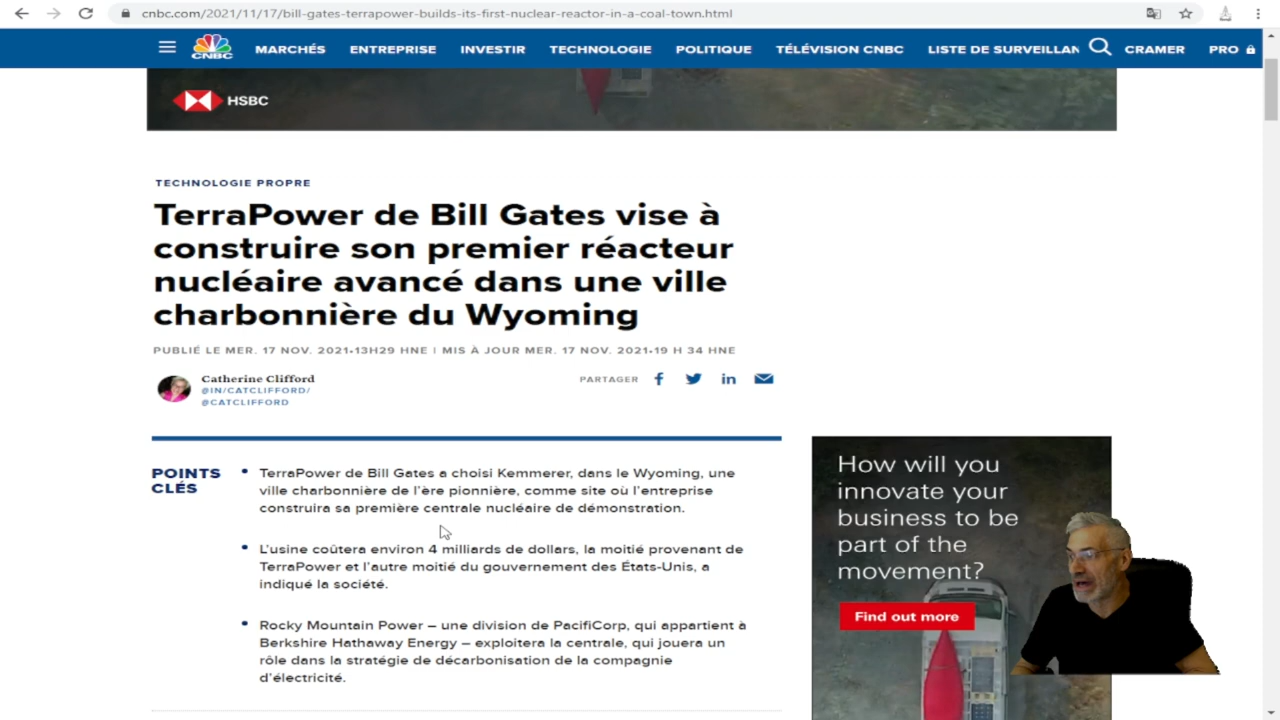 cnbc.com/2021/11/17/bill-gates-terrapower-builds-its-first-nuclear-reactor-in-a-coal-town.html
CNBC
MARCHÉS ENTREPRISE INVESTIR TECHNOLOGIE POLITIQUE TÉLÉVISION CNBC LISTE DE SURVEILLAN CRAMER PRO
HSBC
TECHNOLOGIE PROPRE
TerraPower de Bill Gates vise à
construire son premier réacteur
nucléaire avancé dans une ville
charbonnière du Wyoming
PUBLIÉ LE MER. 17 NOV. 2021•13H29 HNE | MIS À JOUR MER. 17 NOV. 2021•19 H 34 HNE
Catherine Clifford
@IN/CATCLIFFORD/
@CATCLIFFORD
PARTAGER
POINTS
CLÉS
• TerraPower de Bill Gates a choisi Kemmerer, dans le Wyoming, une
ville charbonnière de l'ère pionnière, comme site où l'entreprise
construira sa première centrale nucléaire de démonstration.
• L'usine coûtera environ 4 milliards de dollars, la moitié provenant de
TerraPower et l'autre moitié du gouvernement des États-Unis, a
indiqué la société.
• Rocky Mountain Power – une division de PacifiCorp, qui appartient à
Berkshire Hathaway Energy – exploitera la centrale, qui jouera un
rôle dans la stratégie de décarbonisation de la compagnie
d'électricité.
How will you
innovate your
business to be
part of the
movement?
Find out more